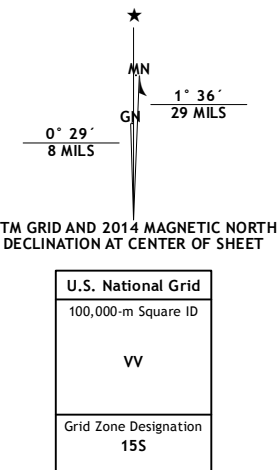 ★
MN
GN
1° 36´
29 MILS
0° 29´
8 MILS
TM GRID AND 2014 MAGNETIC NORTH
DECLINATION AT CENTER OF SHEET
U.S. National Grid
100,000-m Square ID
VV
Grid Zone Designation
15S